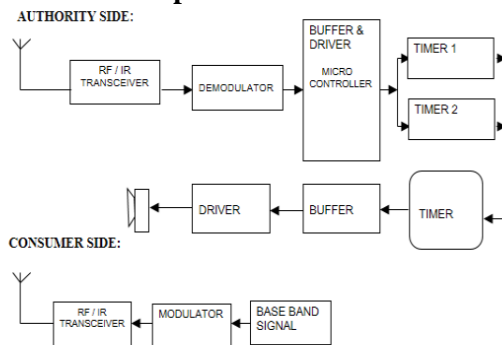 AUTHORITY SIDE:
RF / IR
TRANSCEIVER
DEMODULATOR
BUFFER &
DRIVER
MICRO
CONTROLLER
TIMER 1
TIMER 2
DRIVER
BUFFER
TIMER
CONSUMER SIDE:
RF / IR
TRANSCEIVER
MODULATOR
BASE BAND
SIGNAL